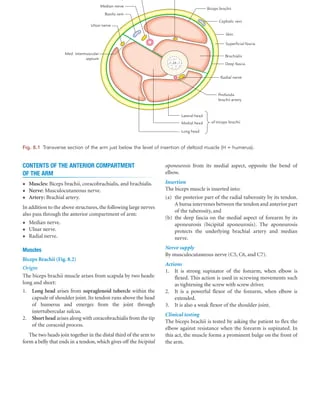 Median nerve
Basilic vein
Ulnar nerve
Med. intermuscular
septum
Biceps brachii
Cephalic vein
Skin
Superficial fascia
Brachialis
Deep fascia
Radial nerve
Profunda
brachii artery
Lateral head
Medial head
Long head
of triceps brachii
H
Fig. 8.1 Transverse section of the arm just below the level of insertion of deltoid muscle (H = humerus).
CONTENTS OF THE ANTERIOR COMPARTMENT
OF THE ARM
• Muscles: Biceps brachii, coracobrachialis, and brachialis.
• Nerve: Musculocutaneous nerve.
• Artery: Brachial artery.
In addition to the above structures, the following large nerves
also pass through the anterior compartment of arm:
• Median nerve.
• Ulnar nerve.
• Radial nerve.
Muscles
Biceps Brachii (Fig. 8.2)
Origin
The biceps brachii muscle arises from scapula by two heads:
long and short:
1. Long head arises from supraglenoid tubercle within the
capsule of shoulder joint. Its tendon runs above the head
of humerus and emerges from the joint through
intertubercular sulcus.
2. Short head arises along with coracobrachialis from the tip
of the coracoid process.
The two heads join together in the distal third of the arm to
form a belly that ends in a tendon, which gives off the bicipital
aponeurosis from its medial aspect, opposite the bend of
elbow.
Insertion
The biceps muscle is inserted into:
(a) the posterior part of the radial tuberosity by its tendon.
A bursa intervenes between the tendon and anterior part
of the tuberosity, and
(b) the deep fascia on the medial aspect of forearm by its
aponeurosis (bicipital aponeurosis). The aponeurosis
protects the underlying brachial artery and median
nerve.
Nerve supply
By musculocutaneous nerve (C5, C6, and C7).
Actions
1. It is strong supinator of the forearm, when elbow is
flexed. This action is used in screwing movements such
as tightening the screw with screw driver.
2. It is a powerful flexor of the forearm, when elbow is
extended.
3. It is also a weak flexor of the shoulder joint.
Clinical testing
The biceps brachii is tested by asking the patient to flex the
elbow against resistance when the forearm is supinated. In
this act, the muscle forms a prominent bulge on the front of
the arm.